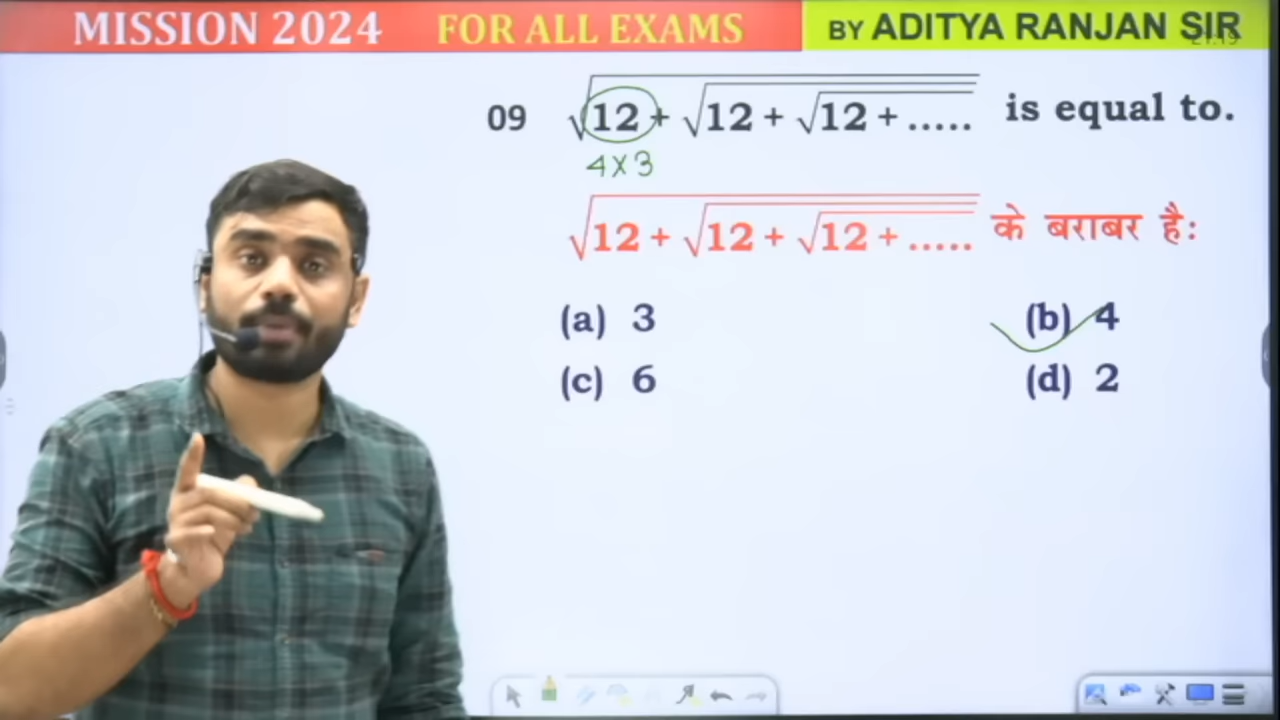 MISSION 2024 FOR ALL EXAMS BY ADITYA RANJAN SIR
09 √12 + √12 + √12 + ..... is equal to.
4×3
√12 + √12 + √12 + ..... के बराबर है:
(a) 3 (b) 4
(c) 6 (d) 2